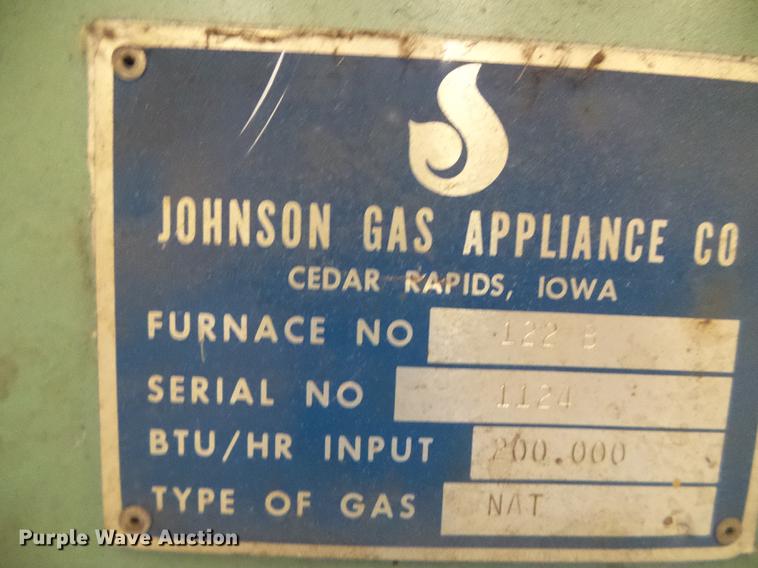 JOHNSON GAS APPLIANCE CO
CEDAR RAPIDS, IOWA
FURNACE NO 122 B
SERIAL NO 1124
BTU/HR INPUT 200.000
TYPE OF GAS NAT
Purple Wave Auction